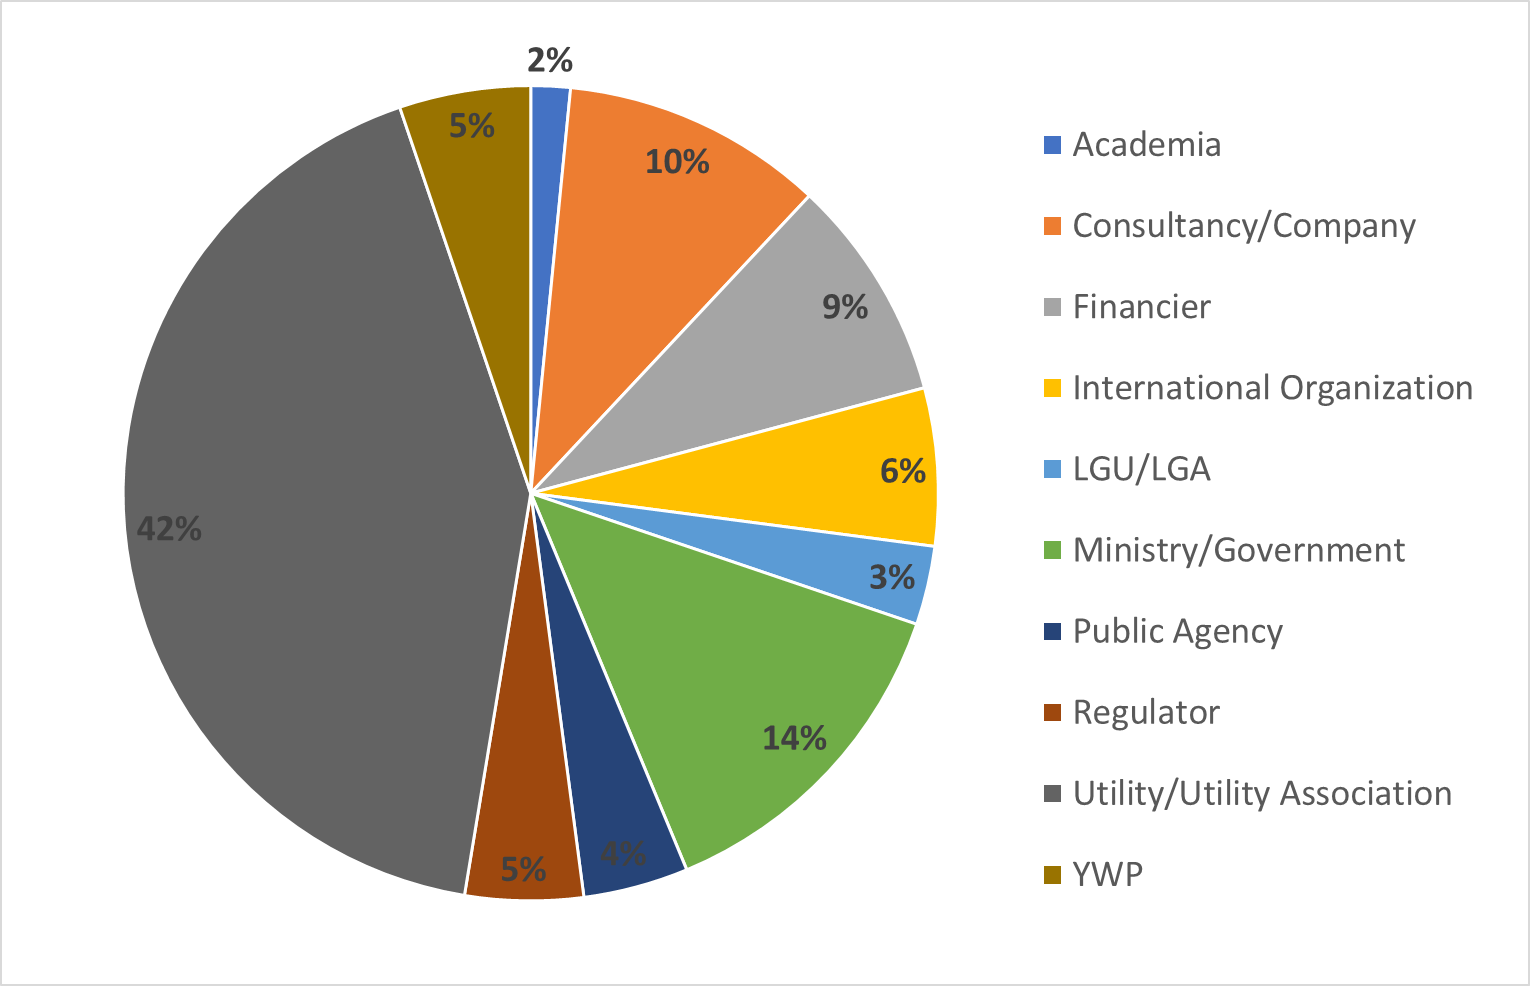 2%
5%
10%
9%
6%
3%
14%
4%
5%
42%
Academia
Consultancy/Company
Financier
International Organization
LGU/LGA
Ministry/Government
Public Agency
Regulator
Utility/Utility Association
YWP